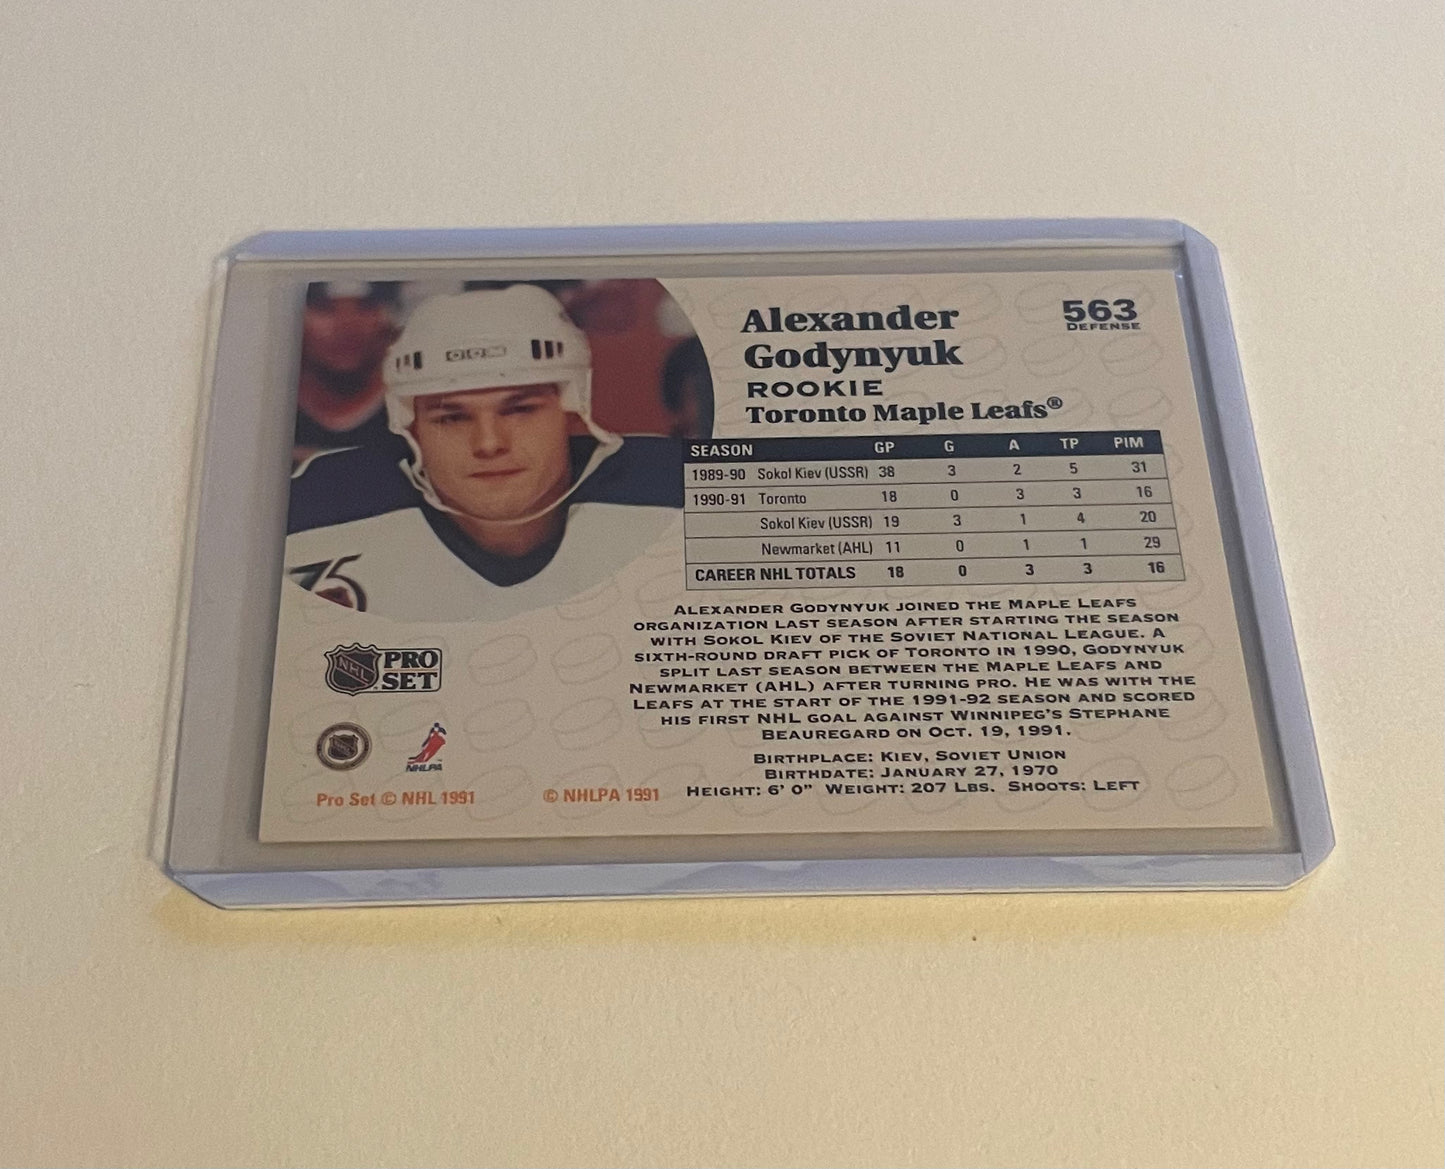 CCM
75
Alexander
Godynyuk
ROOKIE
Toronto Maple Leafs®
563
DEFENSE
SEASON GP G A TP PIM
1989-90 Sokol Kiev (USSR) 38 3 2 5 31
1990-91 Toronto 18 0 3 3 16
Sokol Kiev (USSR) 19 3 1 4 20
Newmarket (AHL) 11 0 1 1 29
CAREER NHL TOTALS 18 0 3 3 16
ALEXANDER GODYNYUK JOINED THE MAPLE LEAFS
ORGANIZATION LAST SEASON AFTER STARTING THE SEASON
WITH SOKOL KIEV OF THE SOVIET NATIONAL LEAGUE. A
SIXTH-ROUND DRAFT PICK OF TORONTO IN 1990, GODYNYUK
SPLIT LAST SEASON BETWEEN THE MAPLE LEAFS AND
NEWMARKET (AHL) AFTER TURNING PRO. HE WAS WITH THE
LEAFS AT THE START OF THE 1991-92 SEASON AND SCORED
HIS FIRST NHL GOAL AGAINST WINNIPEG'S STEPHANE
BEAUREGARD ON OCT. 19, 1991.
BIRTHPLACE: KIEV, SOVIET UNION
BIRTHDATE: JANUARY 27, 1970
HEIGHT: 6' 0" WEIGHT: 207 LBS. SHOOTS: LEFT
NHL PRO
SET
NHLPA
Pro Set © NHL 1991
© NHLPA 1991